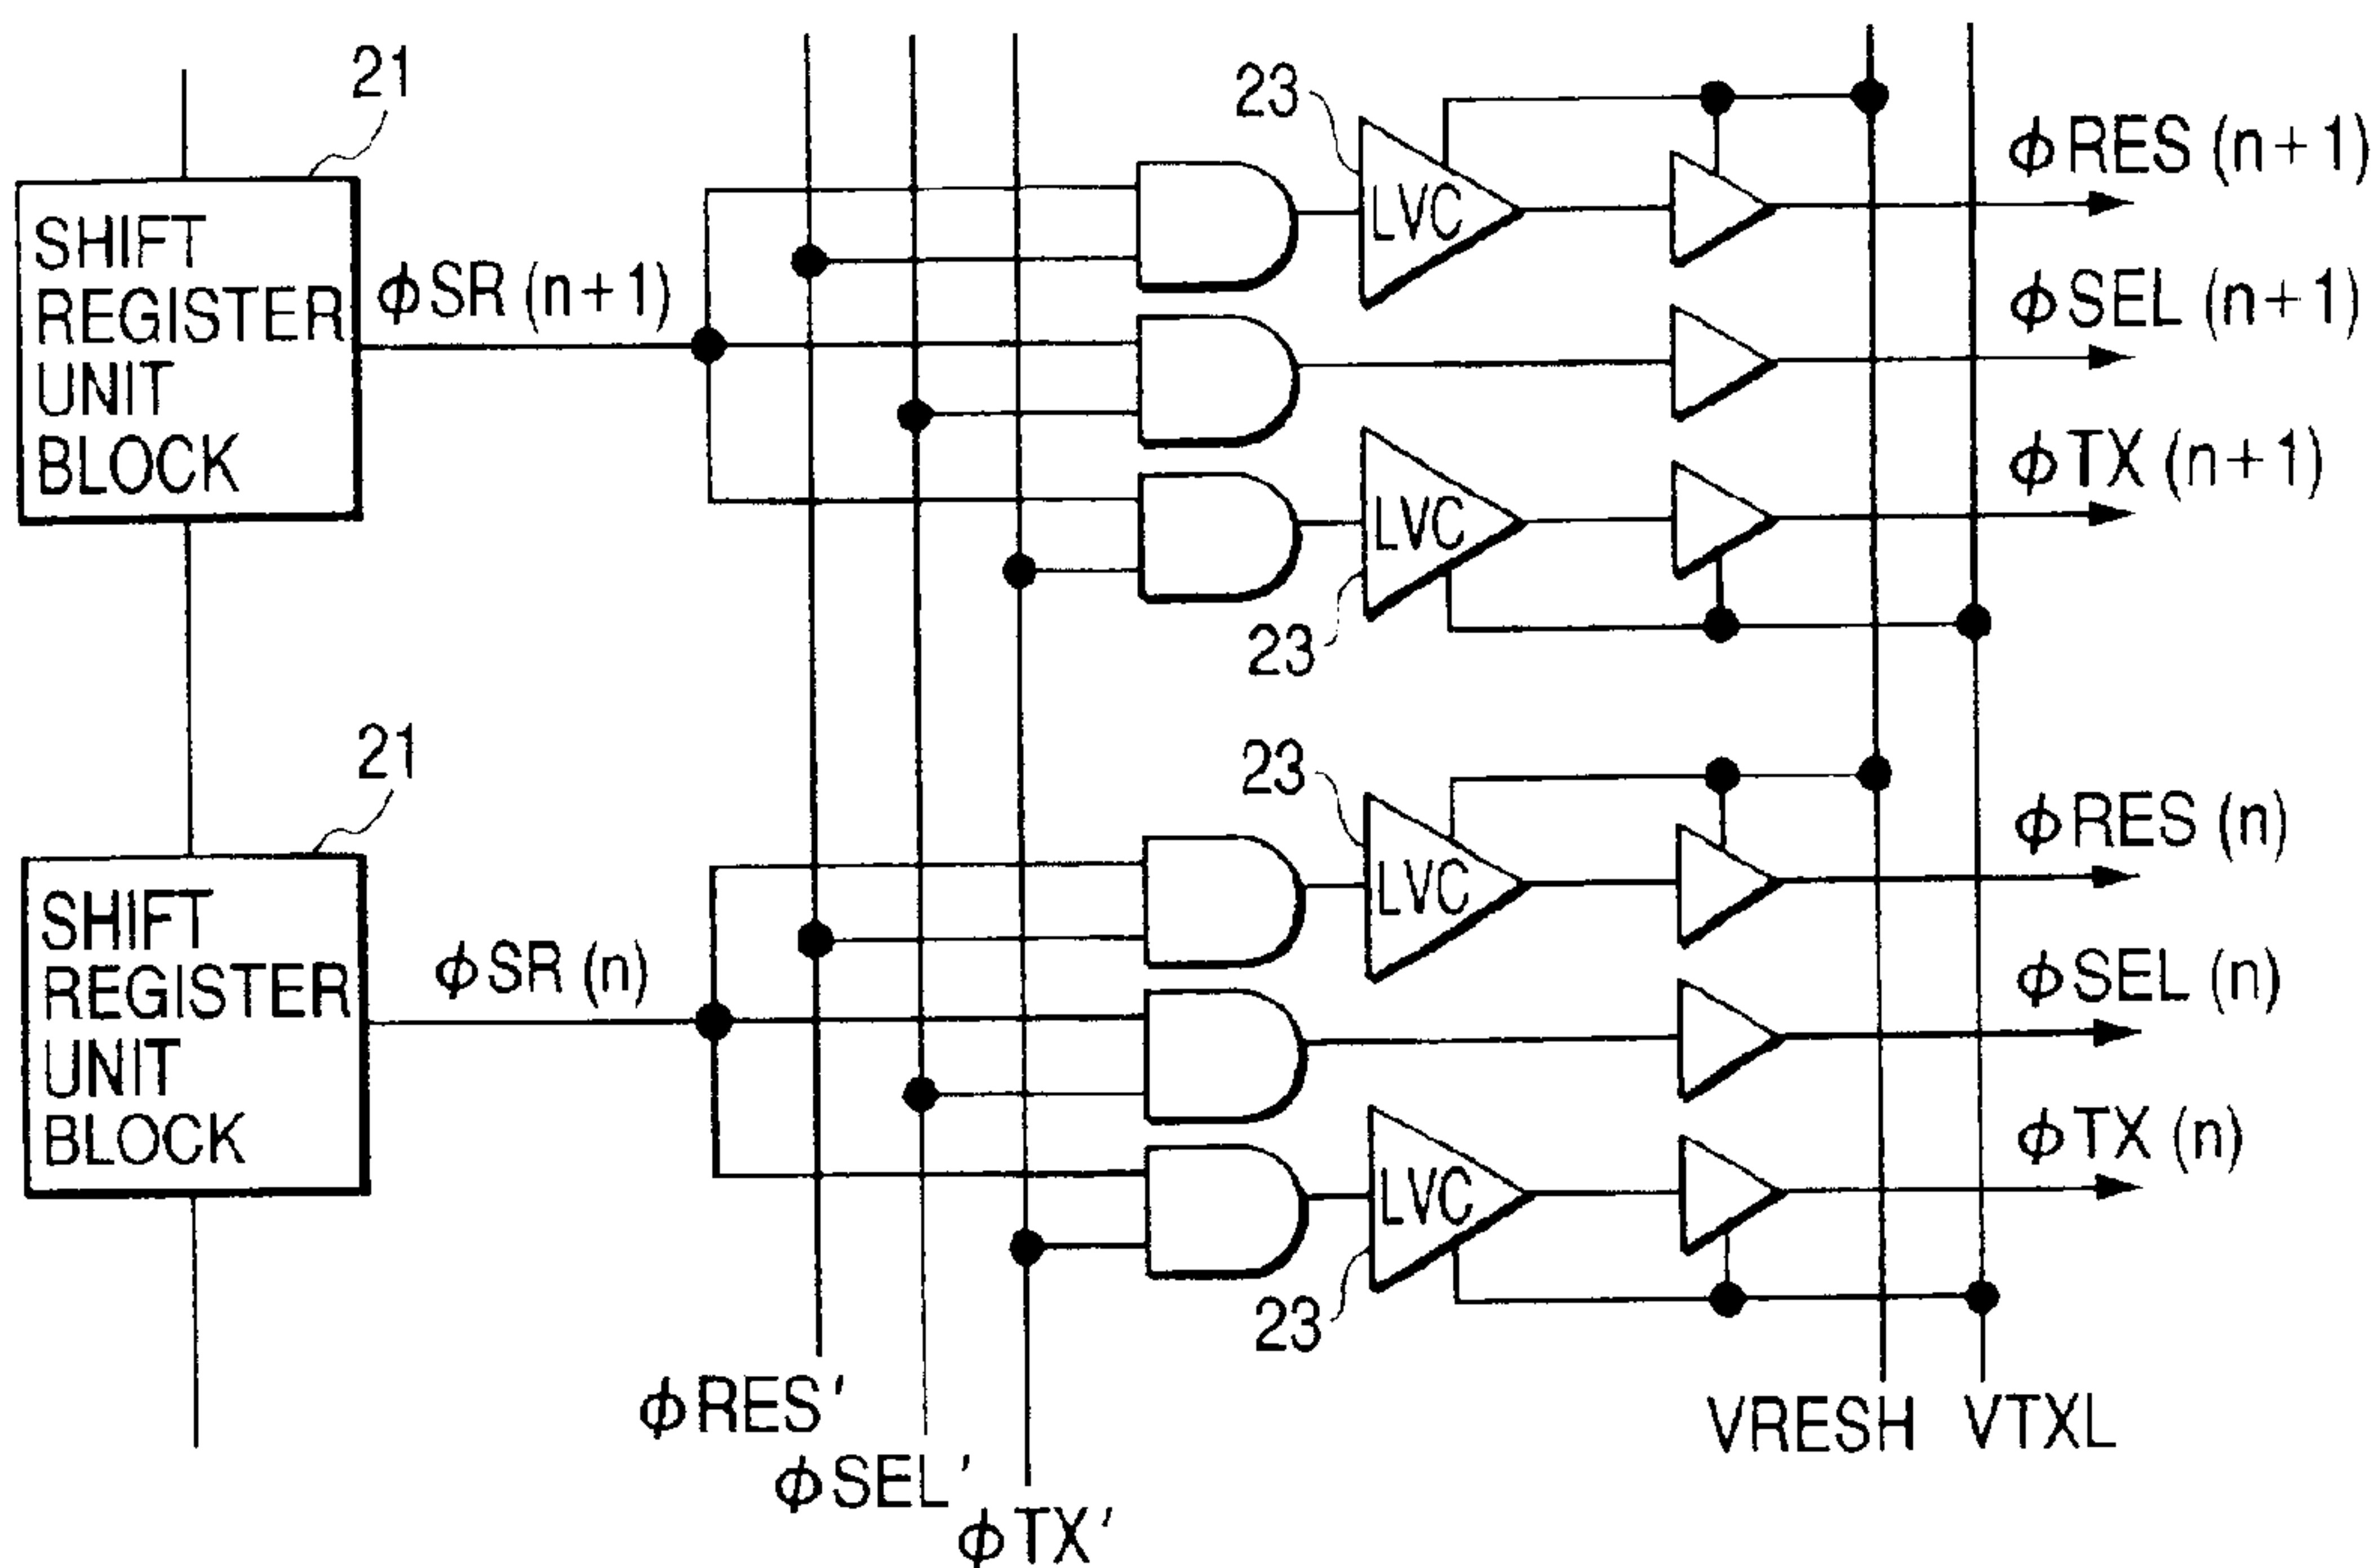 21
23
LVC
φRES (n+1)
SHIFT
REGISTER
UNIT
BLOCK
φSR (n+1)
φSEL (n+1)
LVC
φTX (n+1)
23
21
23
LVC
φRES (n)
SHIFT
REGISTER
UNIT
BLOCK
φSR (n)
φSEL (n)
LVC
φTX (n)
23
φRES'
φSEL'
φTX'
VRESH
VTXL